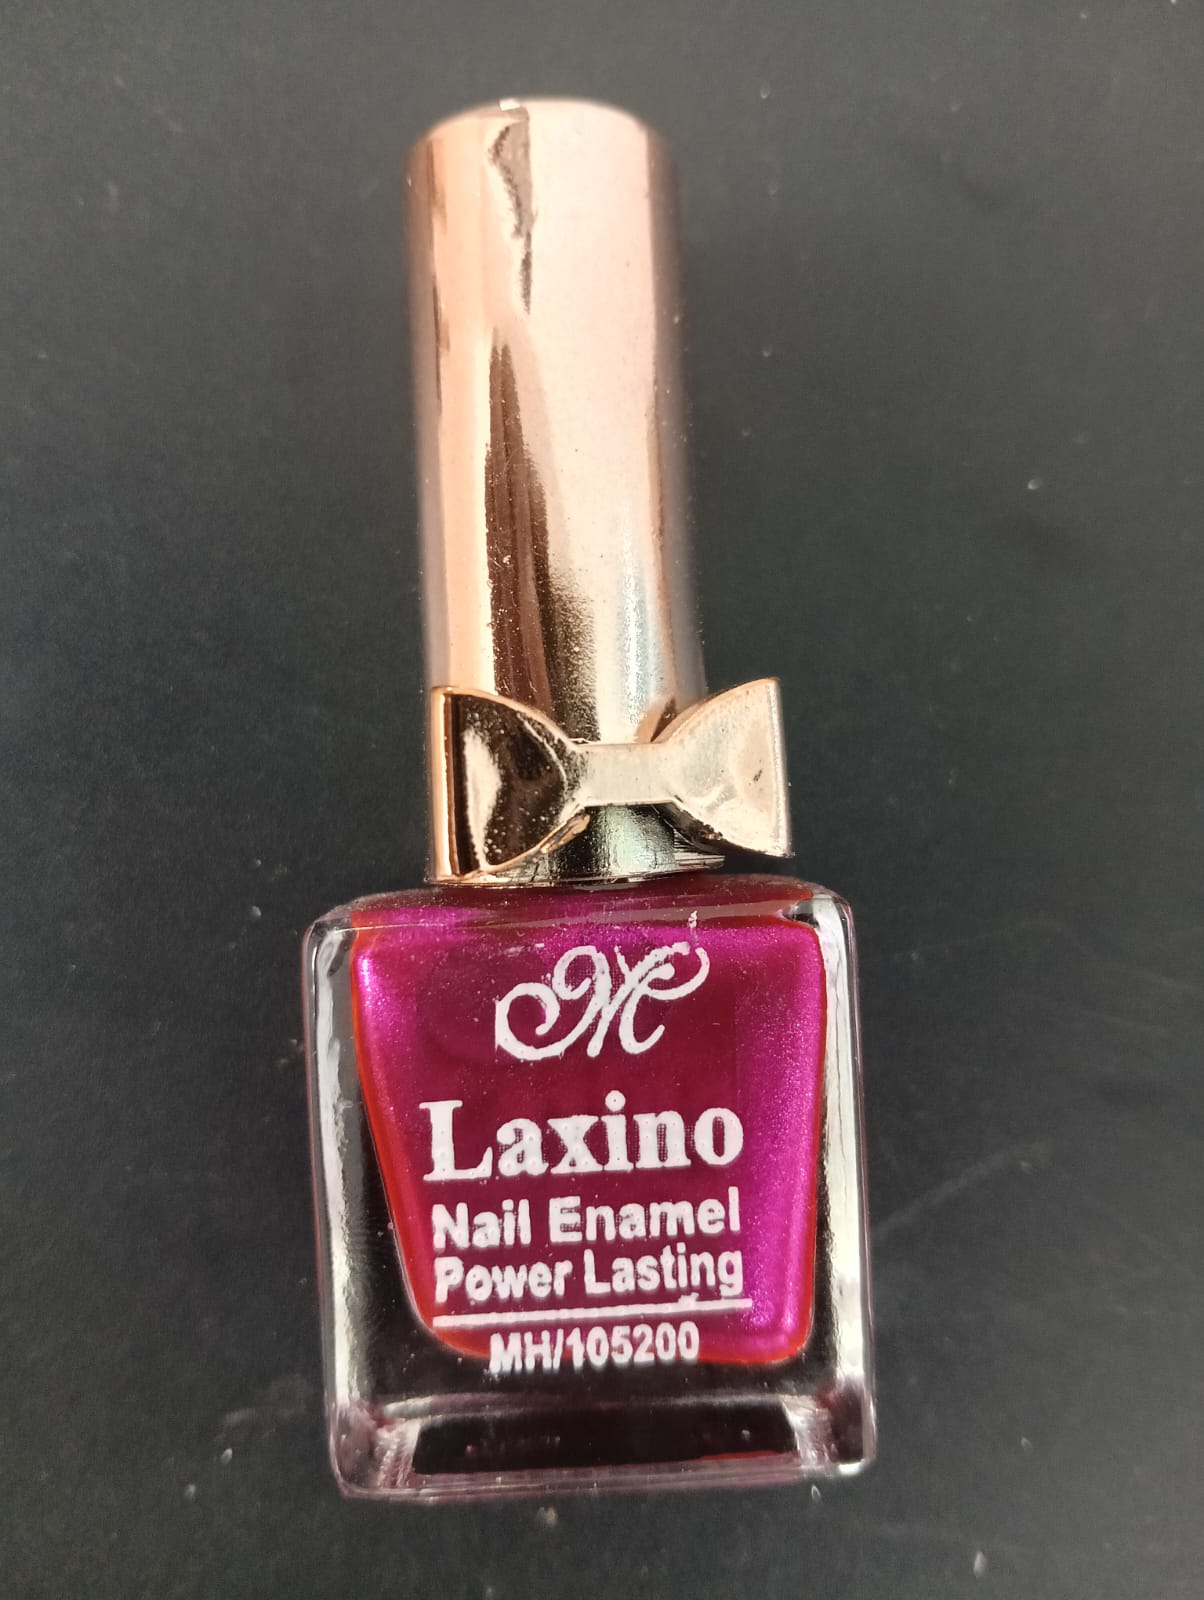 M
Laxino
Nail Enamel
Power Lasting
MH/105200